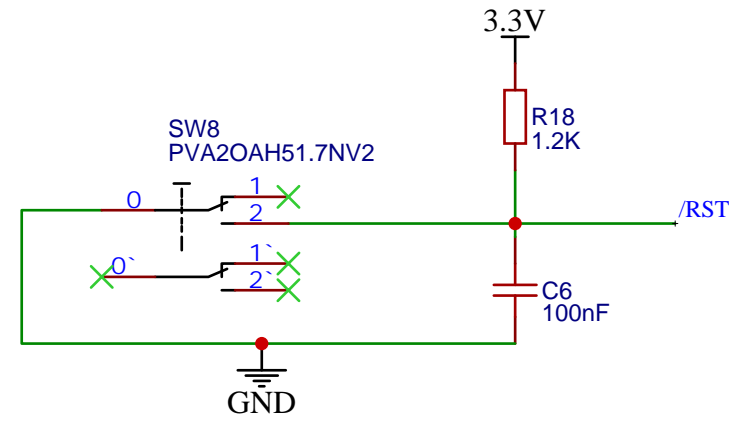 3.3V
R18
1.2K
SW8
PVA2OAH51.7NV2
0
1
2
/RST
0`
1`
2`
C6
100nF
GND